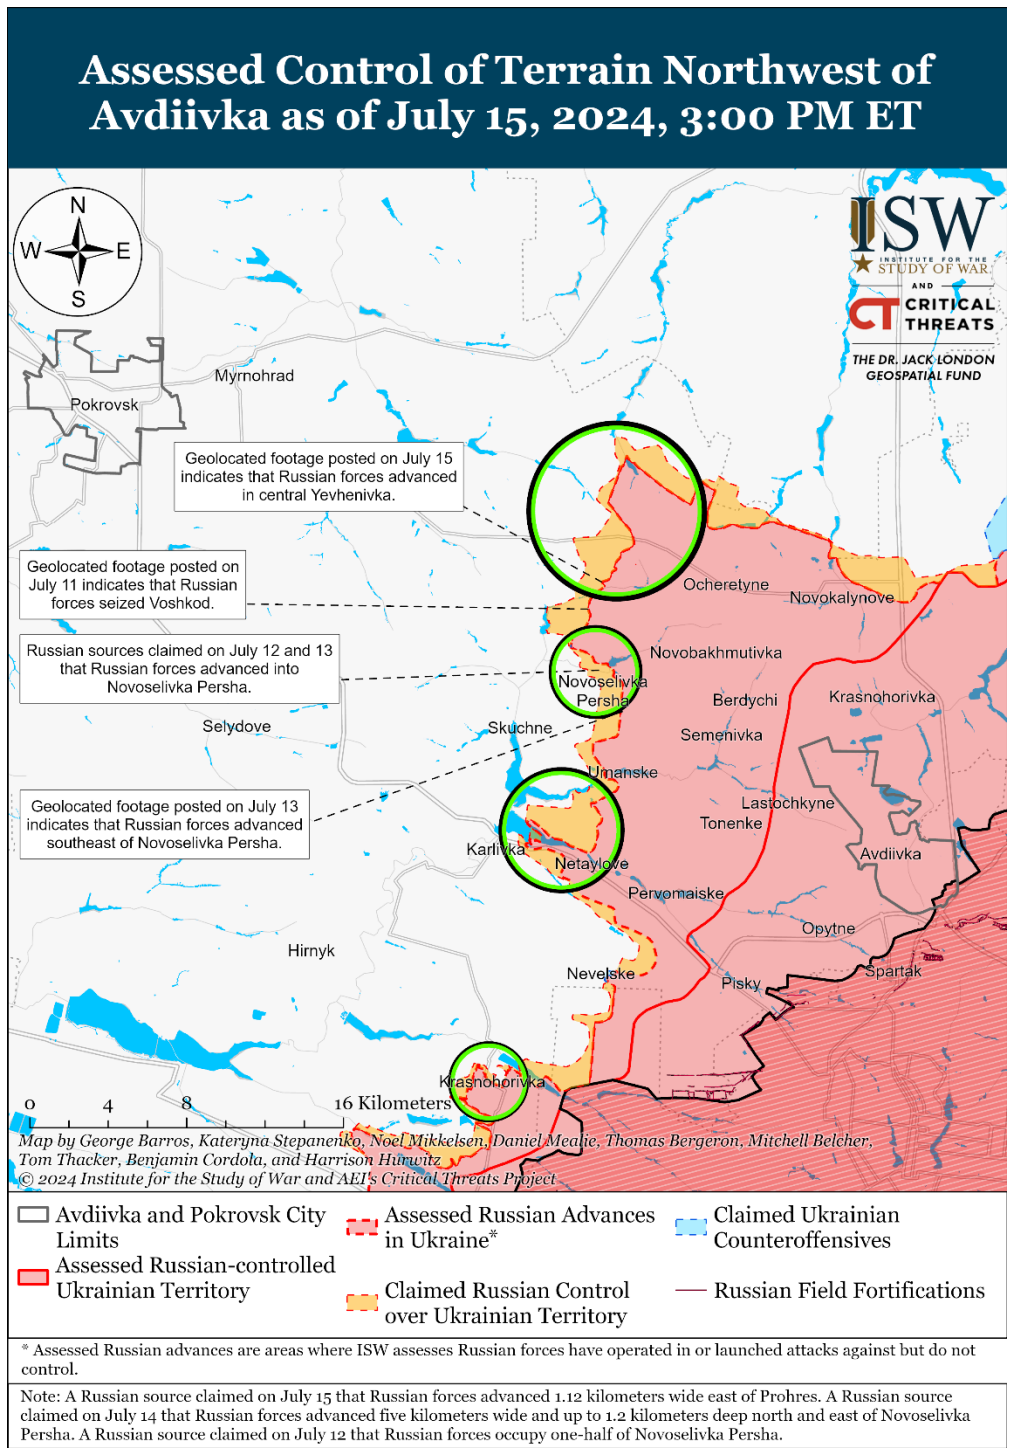 Assessed Control of Terrain Northwest of
Avdiivka as of July 15, 2024, 3:00 PM ET
N
W
E
S
ISW
INSTITUTE FOR THE
STUDY OF WAR
AND
CT CRITICAL
THREATS
THE DR. JACK LONDON
GEOSPATIAL FUND
Myrnohrad
Pokrovsk
Geolocated footage posted on July 15
indicates that Russian forces advanced
in central Yevhenivka.
Geolocated footage posted on
July 11 indicates that Russian
forces seized Voshkod.
Ocheretyne
Novokalynove
Russian sources claimed on July 12 and 13
that Russian forces advanced into
Novoselivka Persha.
Novobakhmutivka
Novoselivka
Persha
Berdychi
Krasnohorivka
Selydove
Skuchne
Semenivka
Umanske
Geolocated footage posted on July 13
indicates that Russian forces advanced
southeast of Novoselivka Persha.
Lastochkyne
Tonenke
Karlivka
Netaylove
Avdiivka
Pervomaiske
Opytne
Hirnyk
Nevelske
Pisky
Spartak
Krasnohorivka
0 4 8 16 Kilometers
Map by George Barros, Kateryna Stepanenko, Noel Mikkelsen, Daniel Mealie, Thomas Bergeron, Mitchell Belcher,
Tom Thacker, Benjamin Cordola, and Harrison Hurwitz
© 2024 Institute for the Study of War and AEI's Critical Threats Project
Avdiivka and Pokrovsk City
Limits
Assessed Russian-controlled
Ukrainian Territory
Assessed Russian Advances
in Ukraine*
Claimed Russian Control
over Ukrainian Territory
Claimed Ukrainian
Counteroffensives
Russian Field Fortifications
* Assessed Russian advances are areas where ISW assesses Russian forces have operated in or launched attacks against but do not
control.
Note: A Russian source claimed on July 15 that Russian forces advanced 1.12 kilometers wide east of Prohres. A Russian source
claimed on July 14 that Russian forces advanced five kilometers wide and up to 1.2 kilometers deep north and east of Novoselivka
Persha. A Russian source claimed on July 12 that Russian forces occupy one-half of Novoselivka Persha.